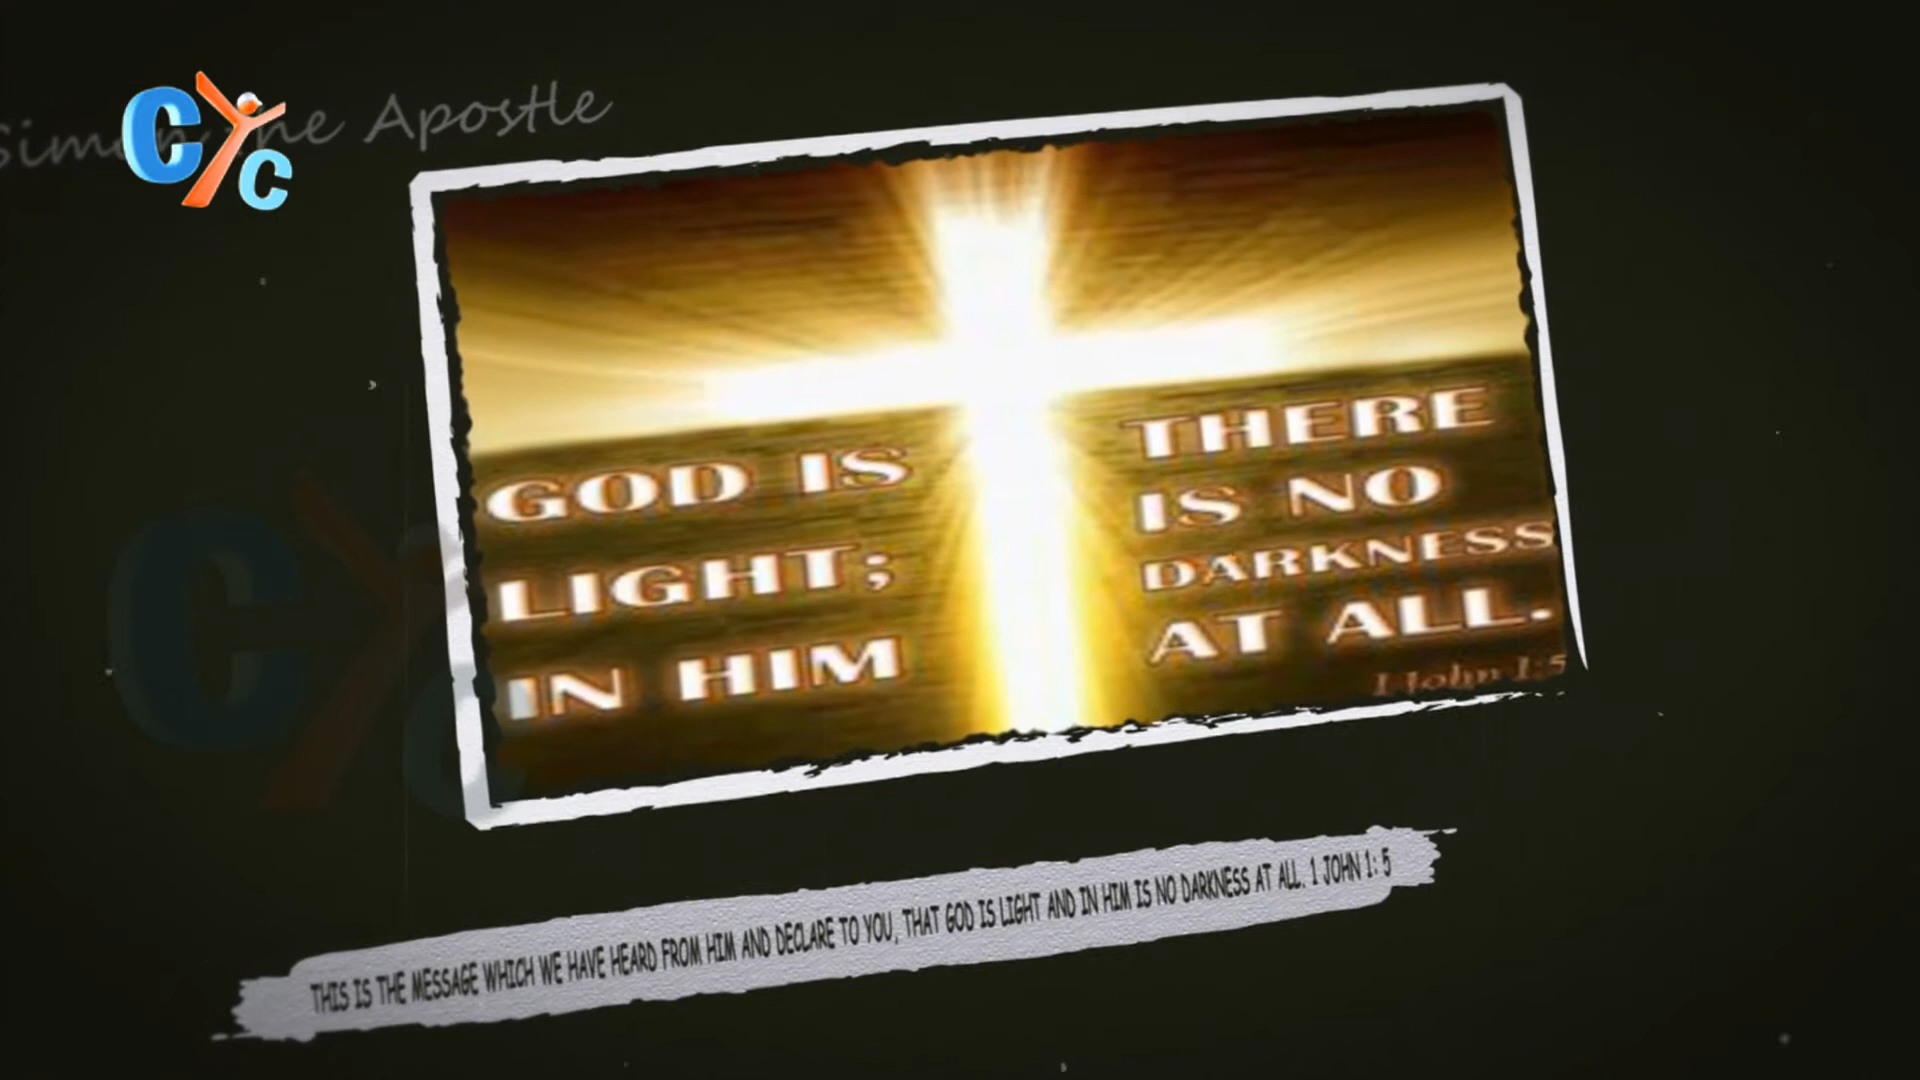 Simon the Apostle
CYC
GOD IS
LIGHT;
IN HIM
THERE
IS NO
DARKNESS
AT ALL.
1 John 1:5
THIS IS THE MESSAGE WHICH WE HAVE HEARD FROM HIM AND DECLARE TO YOU, THAT GOD IS LIGHT AND IN HIM IS NO DARKNESS AT ALL. 1 JOHN 1: 5